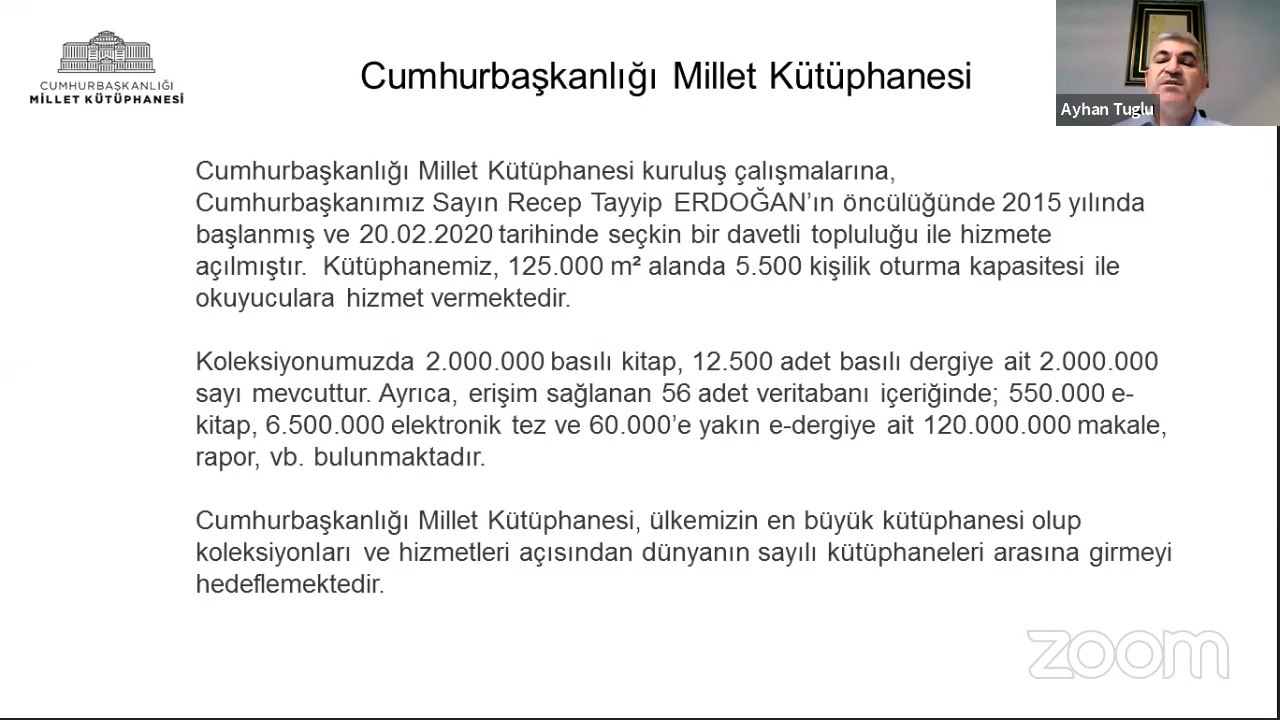 CUMHURBAŞKANLIĞI
MİLLET KÜTÜPHANESİ
Cumhurbaşkanlığı Millet Kütüphanesi
Ayhan Tuglu
Cumhurbaşkanlığı Millet Kütüphanesi kuruluş çalışmalarına,
Cumhurbaşkanımız Sayın Recep Tayyip ERDOĞAN’ın öncülüğünde 2015 yılında
başlanmış ve 20.02.2020 tarihinde seçkin bir davetli topluluğu ile hizmete
açılmıştır. Kütüphanemiz, 125.000 m² alanda 5.500 kişilik oturma kapasitesi ile
okuyuculara hizmet vermektedir.
Koleksiyonumuzda 2.000.000 basılı kitap, 12.500 adet basılı dergiye ait 2.000.000
sayı mevcuttur. Ayrıca, erişim sağlanan 56 adet veritabanı içeriğinde; 550.000 e-
kitap, 6.500.000 elektronik tez ve 60.000’e yakın e-dergiye ait 120.000.000 makale,
rapor, vb. bulunmaktadır.
Cumhurbaşkanlığı Millet Kütüphanesi, ülkemizin en büyük kütüphanesi olup
koleksiyonları ve hizmetleri açısından dünyanın sayılı kütüphaneleri arasına girmeyi
hedeflemektedir.
zoom